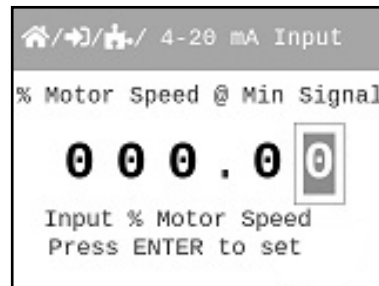 / / / 4-20 mA Input
% Motor Speed @ Min Signal
000.00
Input % Motor Speed
Press ENTER to set